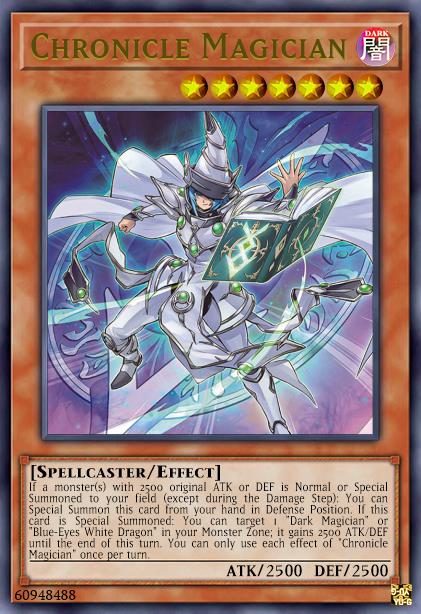 Chronicle Magician
DARK
闇
[Spellcaster/Effect]
If a monster(s) with 2500 original ATK or DEF is Normal or Special
Summoned to your field (except during the Damage Step): You can
Special Summon this card from your hand in Defense Position. If this
card is Special Summoned: You can target 1 "Dark Magician" or
"Blue-Eyes White Dragon" in your Monster Zone; it gains 2500 ATK/DEF
until the end of this turn. You can only use each effect of "Chronicle
Magician" once per turn.
ATK/2500 DEF/2500
60948488